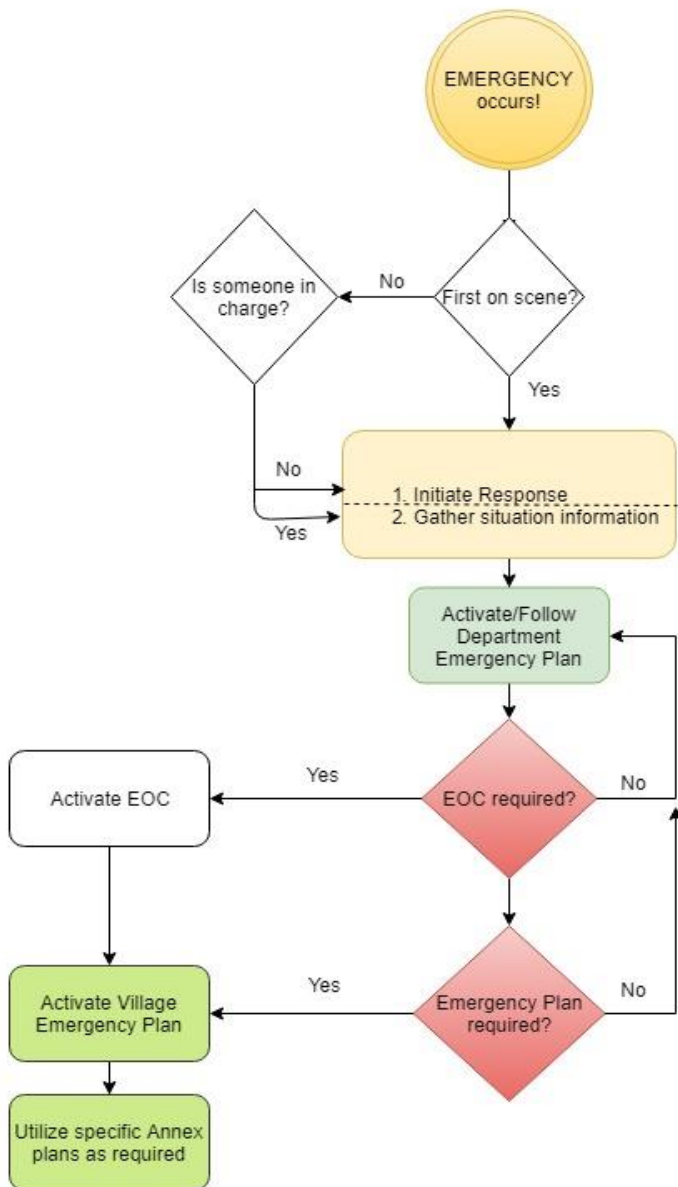 EMERGENCY
occurs!
Is someone in
charge?
No
First on scene?
Yes
No
1. Initiate Response
2. Gather situation information
Yes
Activate/Follow
Department
Emergency Plan
Activate EOC
Yes
EOC required?
No
Activate Village
Emergency Plan
Yes
Emergency Plan
required?
No
Utilize specific Annex
plans as required